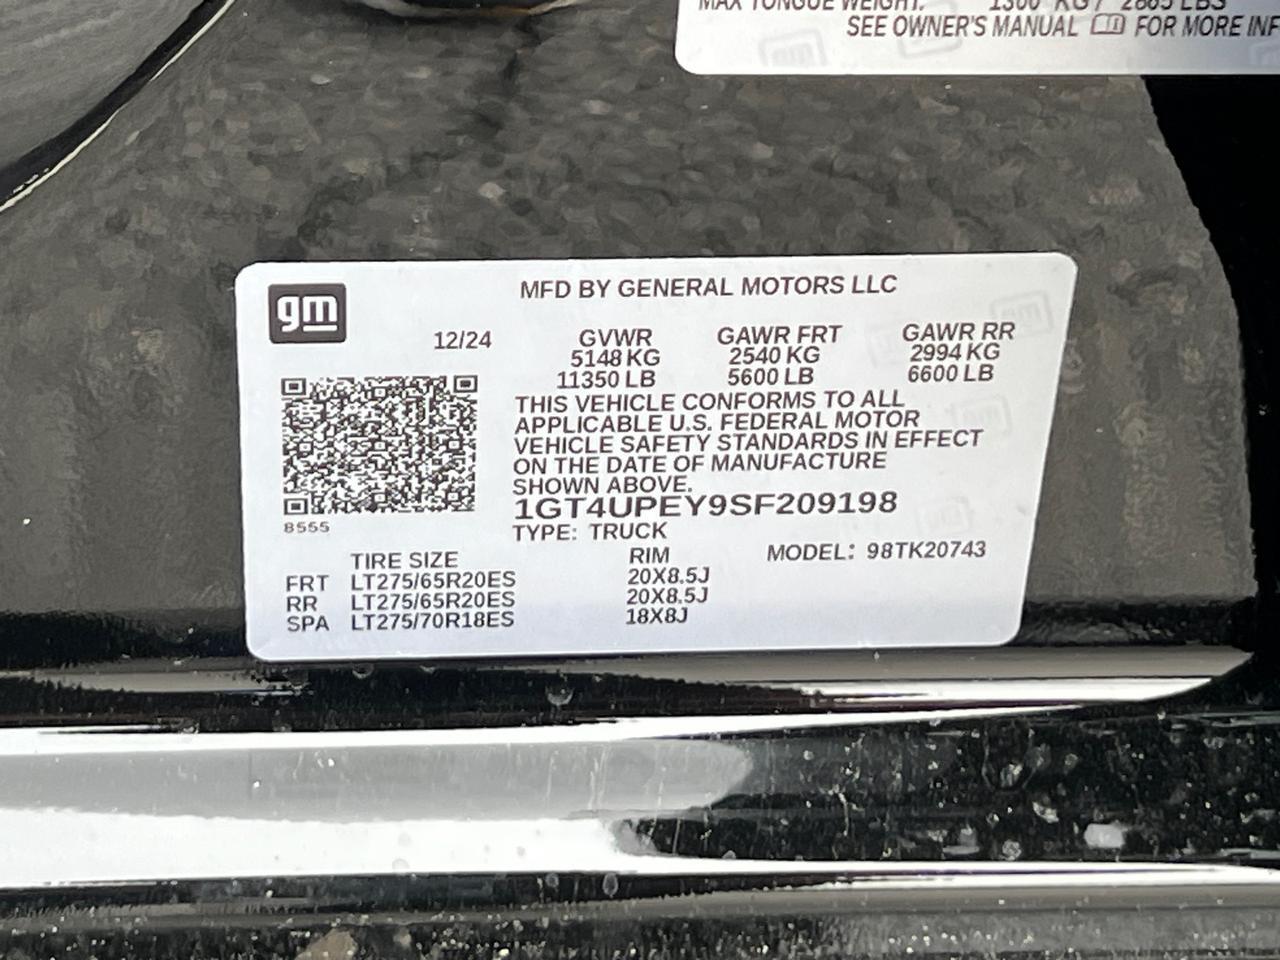 MAX TONGUE WEIGHT: 1300 KG / 2865 LBS
SEE OWNER'S MANUAL FOR MORE INF
gm
MFD BY GENERAL MOTORS LLC
12/24 GVWR GAWR FRT GAWR RR
5148 KG 2540 KG 2994 KG
11350 LB 5600 LB 6600 LB
THIS VEHICLE CONFORMS TO ALL
APPLICABLE U.S. FEDERAL MOTOR
VEHICLE SAFETY STANDARDS IN EFFECT
ON THE DATE OF MANUFACTURE
SHOWN ABOVE.
8555
1GT4UPEY9SF209198
TYPE: TRUCK
TIRE SIZE RIM MODEL: 98TK20743
FRT LT275/65R20ES 20X8.5J
RR LT275/65R20ES 20X8.5J
SPA LT275/70R18ES 18X8J